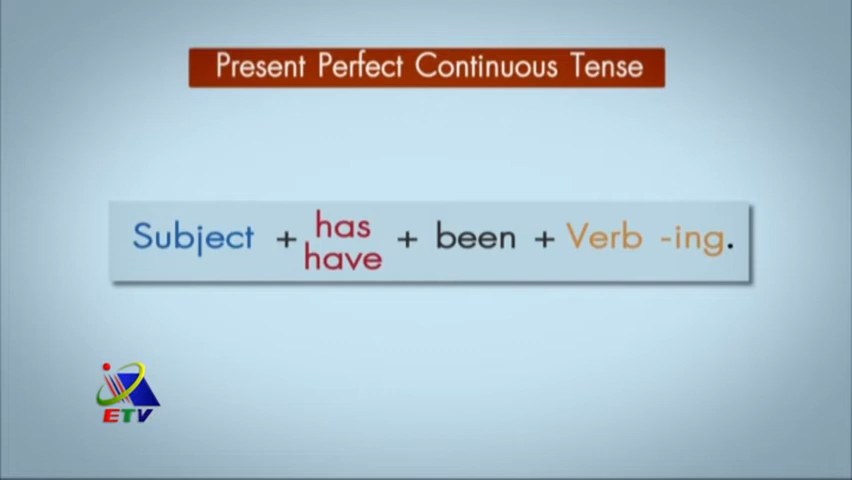 Present Perfect Continuous Tense
Subject + has have + been + Verb -ing.
ETV